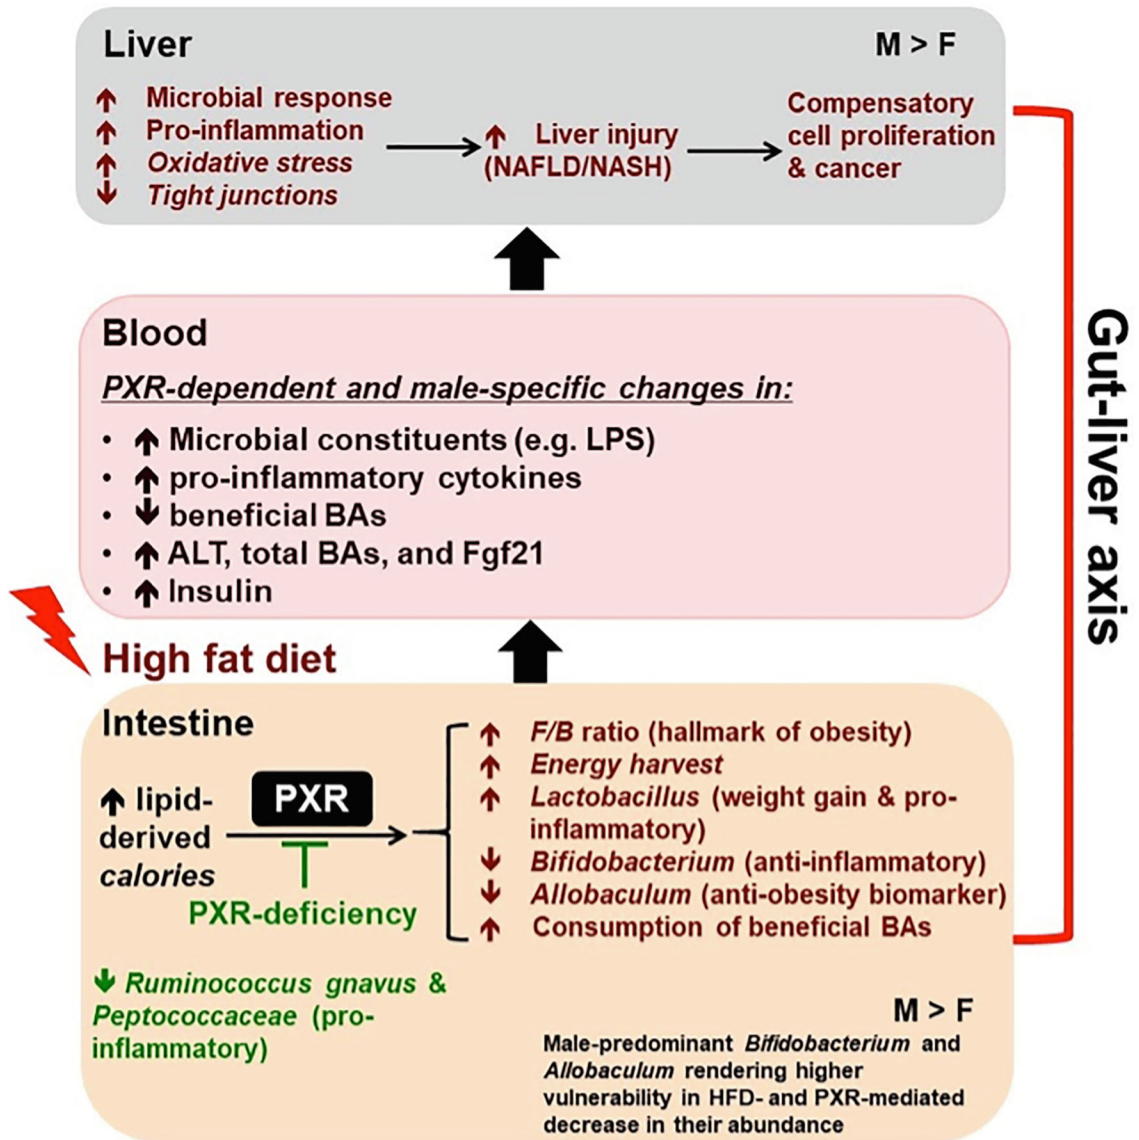 Liver
M > F
↑ Microbial response
↑ Pro-inflammation
↑ Oxidative stress
↓ Tight junctions
↑ Liver injury
(NAFLD/NASH)
Compensatory
cell proliferation
& cancer
Blood
PXR-dependent and male-specific changes in:
• ↑ Microbial constituents (e.g. LPS)
• ↑ pro-inflammatory cytokines
• ↓ beneficial BAs
• ↑ ALT, total BAs, and Fgf21
• ↑ Insulin
High fat diet
Intestine
↑ lipid-
derived
calories
PXR
PXR-deficiency
↑ F/B ratio (hallmark of obesity)
↑ Energy harvest
↑ Lactobacillus (weight gain & pro-
inflammatory)
↓ Bifidobacterium (anti-inflammatory)
↓ Allobaculum (anti-obesity biomarker)
↑ Consumption of beneficial BAs
↓ Ruminococcus gnavus &
Peptococcaceae (pro-
inflammatory)
M > F
Male-predominant Bifidobacterium and
Allobaculum rendering higher
vulnerability in HFD- and PXR-mediated
decrease in their abundance
Gut-liver axis